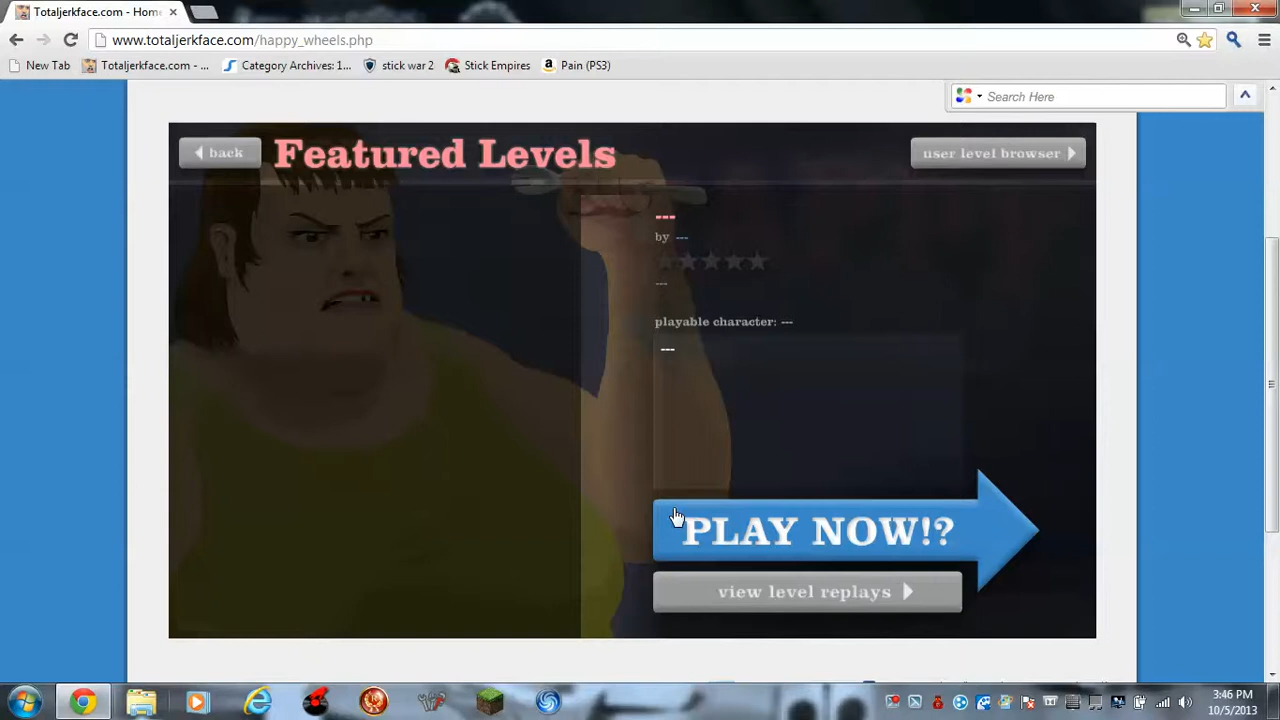 Totaljerkface.com - Hom
www.totaljerkface.com/happy_wheels.php
New Tab
Totaljerkface.com - ...
Category Archives: 1...
stick war 2
Stick Empires
Pain (PS3)
Search Here
back
Featured Levels
user level browser
---
by ---
---
playable character: ---
---
PLAY NOW!?
view level replays
3:46 PM
10/5/2013